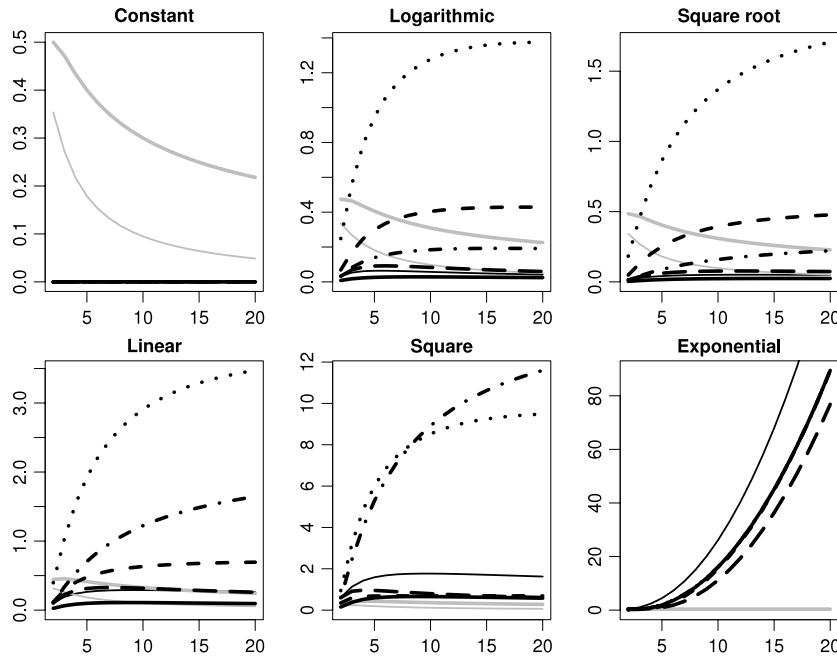 Constant
Logarithmic
Square root
0.0 0.1 0.2 0.3 0.4 0.5
0.0 0.4 0.8 1.2
0.0 0.5 1.0 1.5
5 10 15 20
5 10 15 20
5 10 15 20
Linear
Square
Exponential
0.0 1.0 2.0 3.0
0 2 4 6 8 10 12
0 20 40 60 80
5 10 15 20
5 10 15 20
5 10 15 20